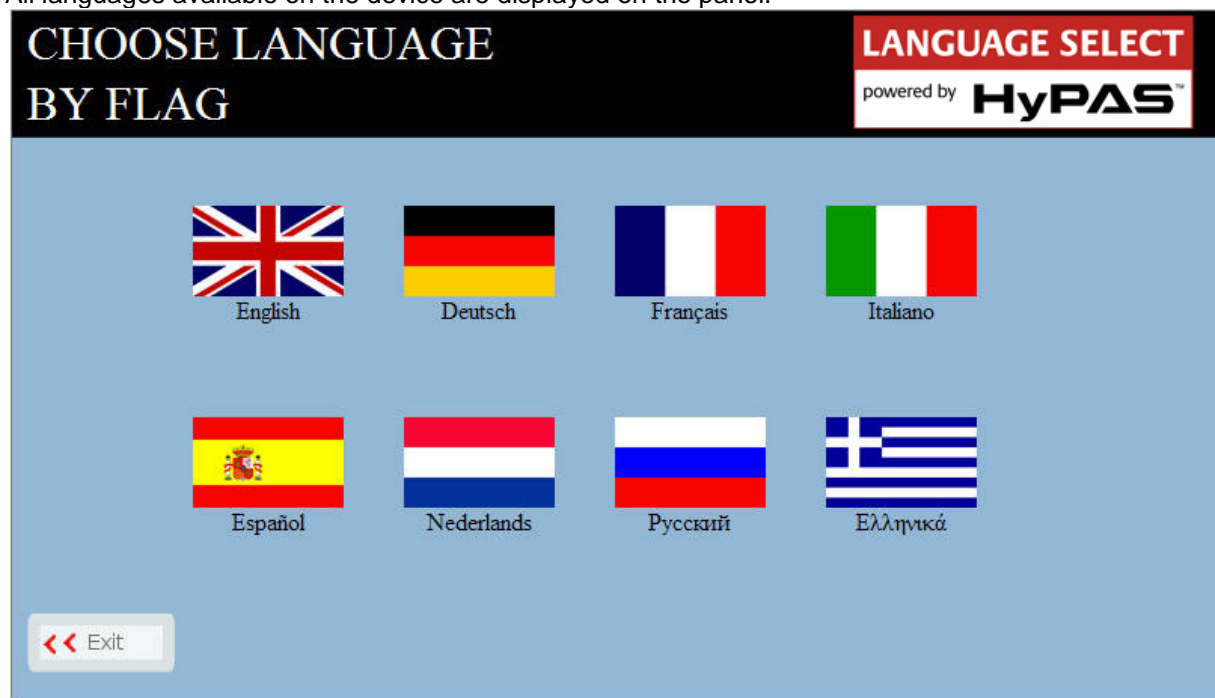 All languages available on the device are displayed on the panel.
CHOOSE LANGUAGE
BY FLAG
LANGUAGE SELECT
powered by HyPAS™
English Deutsch Français Italiano
Español Nederlands Русский Ελληνικά
Exit